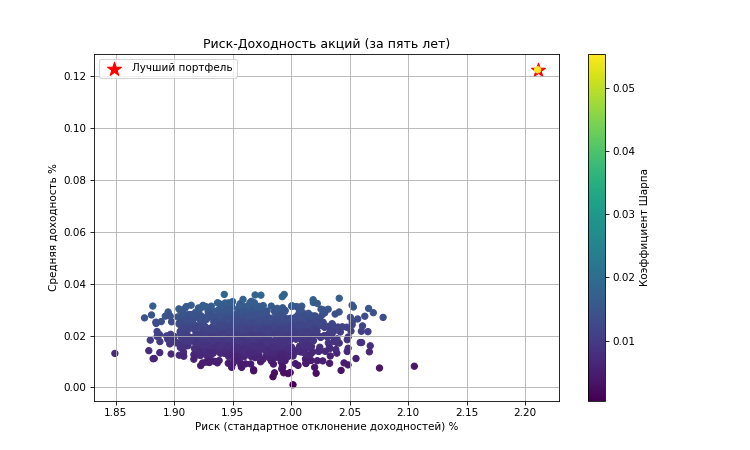 Риск-Доходность акций (за пять лет)
Лучший портфель
0.12
0.10
0.08
0.06
0.04
0.02
0.00
Средняя доходность %
1.85 1.90 1.95 2.00 2.05 2.10 2.15 2.20
Риск (стандартное отклонение доходностей) %
0.05
0.04
0.03
0.02
0.01
Коэффициент Шарпа